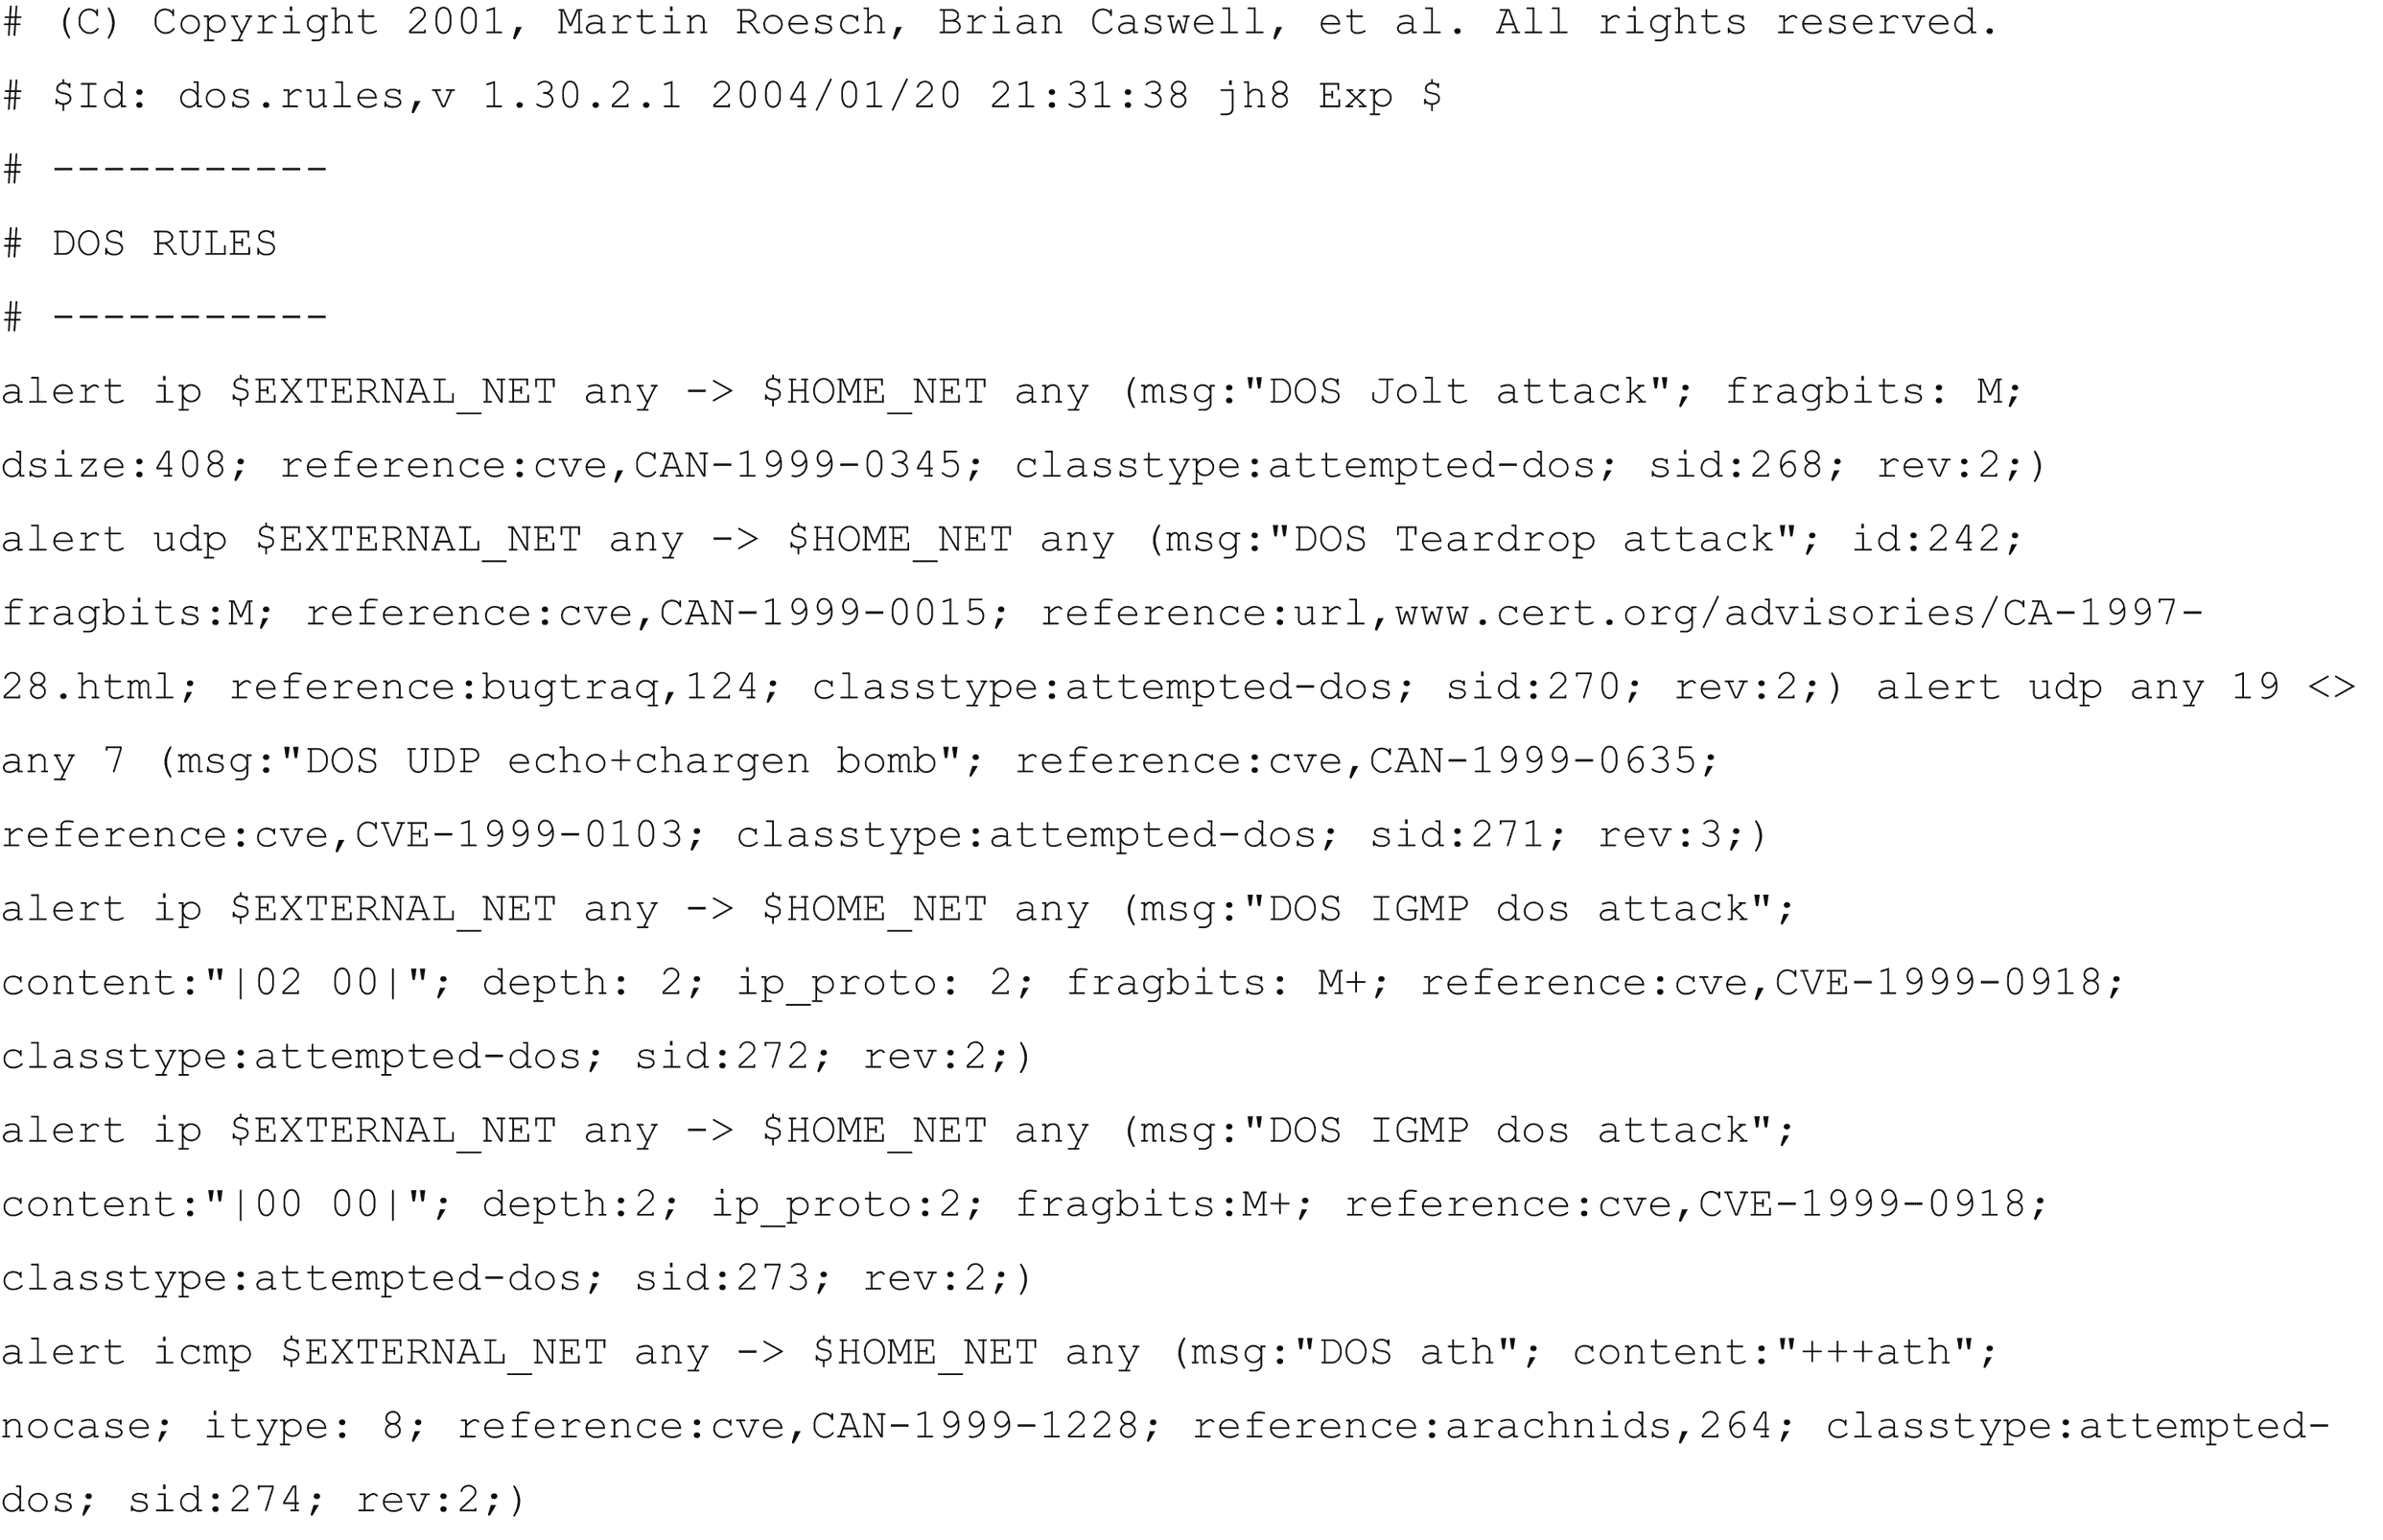 # (C) Copyright 2001, Martin Roesch, Brian Caswell, et al. All rights reserved.
# $Id: dos.rules,v 1.30.2.1 2004/01/20 21:31:38 jh8 Exp $
# -----------
# DOS RULES
# -----------
alert ip $EXTERNAL_NET any -> $HOME_NET any (msg:"DOS Jolt attack"; fragbits: M;
dsize:408; reference:cve,CAN-1999-0345; classtype:attempted-dos; sid:268; rev:2;)
alert udp $EXTERNAL_NET any -> $HOME_NET any (msg:"DOS Teardrop attack"; id:242;
fragbits:M; reference:cve,CAN-1999-0015; reference:url,www.cert.org/advisories/CA-1997-
28.html; reference:bugtraq,124; classtype:attempted-dos; sid:270; rev:2;) alert udp any 19 <>
any 7 (msg:"DOS UDP echo+chargen bomb"; reference:cve,CAN-1999-0635;
reference:cve,CVE-1999-0103; classtype:attempted-dos; sid:271; rev:3;)
alert ip $EXTERNAL_NET any -> $HOME_NET any (msg:"DOS IGMP dos attack";
content:"|02 00|"; depth: 2; ip_proto: 2; fragbits: M+; reference:cve,CVE-1999-0918;
classtype:attempted-dos; sid:272; rev:2;)
alert ip $EXTERNAL_NET any -> $HOME_NET any (msg:"DOS IGMP dos attack";
content:"|00 00|"; depth:2; ip_proto:2; fragbits:M+; reference:cve,CVE-1999-0918;
classtype:attempted-dos; sid:273; rev:2;)
alert icmp $EXTERNAL_NET any -> $HOME_NET any (msg:"DOS ath"; content:"+++ath";
nocase; itype: 8; reference:cve,CAN-1999-1228; reference:arachnids,264; classtype:attempted-
dos; sid:274; rev:2;)